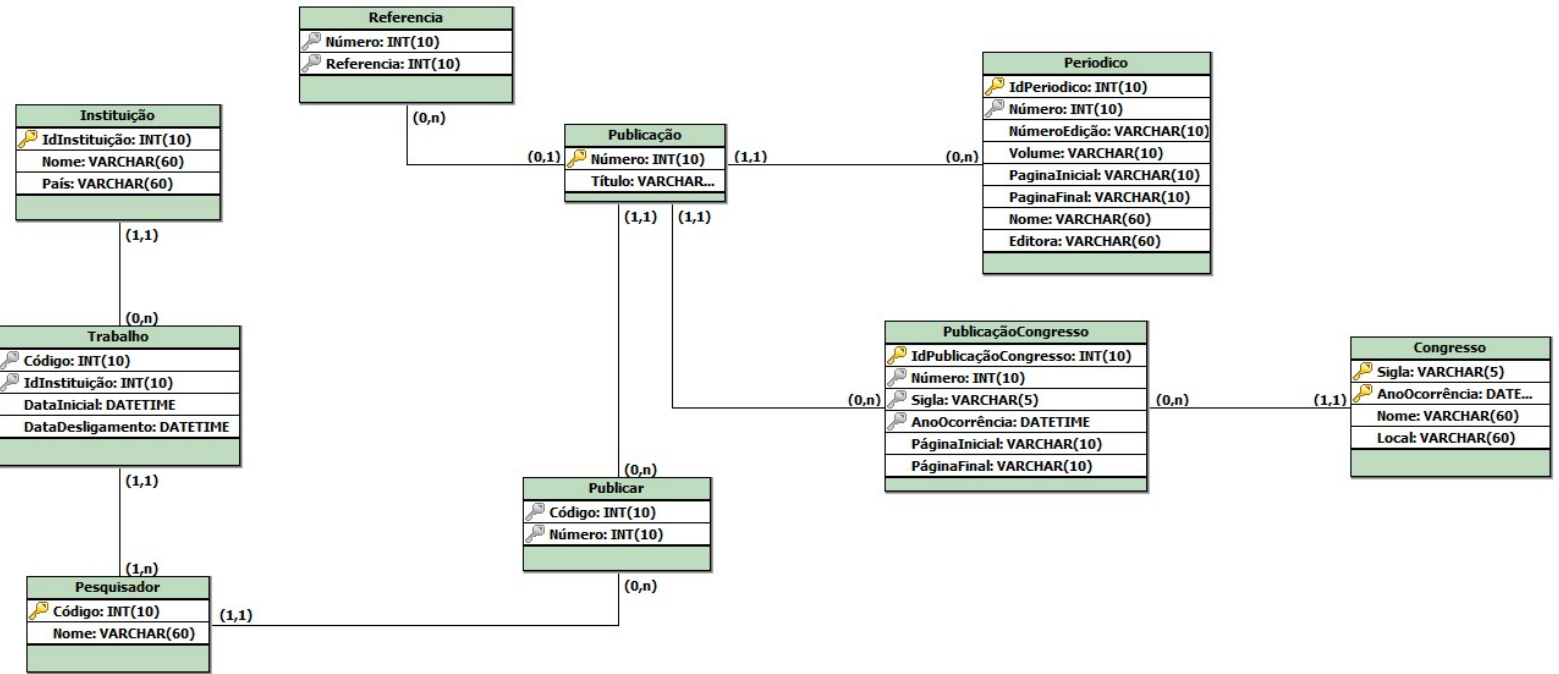 Referencia
Número: INT(10)
Referencia: INT(10)
(0,n)
Instituição
IdInstituição: INT(10)
Nome: VARCHAR(60)
País: VARCHAR(60)
(1,1)
(0,n)
Publicação
Número: INT(10)
Título: VARCHAR...
(0,1)
(1,1)
(1,1)
(1,1)
Periodico
IdPeriodico: INT(10)
Número: INT(10)
NúmeroEdição: VARCHAR(10)
Volume: VARCHAR(10)
PaginaInicial: VARCHAR(10)
PaginaFinal: VARCHAR(10)
Nome: VARCHAR(60)
Editora: VARCHAR(60)
(0,n)
Trabalho
Código: INT(10)
IdInstituição: INT(10)
DataInicial: DATETIME
DataDesligamento: DATETIME
(1,1)
(1,n)
PublicaçãoCongresso
IdPublicaçãoCongresso: INT(10)
Número: INT(10)
Sigla: VARCHAR(5)
AnoOcorrência: DATETIME
PáginaInicial: VARCHAR(10)
PáginaFinal: VARCHAR(10)
(0,n)
(0,n)
(1,1)
Congresso
Sigla: VARCHAR(5)
AnoOcorrência: DATE...
Nome: VARCHAR(60)
Local: VARCHAR(60)
(0,n)
Publicar
Código: INT(10)
Número: INT(10)
(0,n)
Pesquisador
Código: INT(10)
Nome: VARCHAR(60)
(1,1)